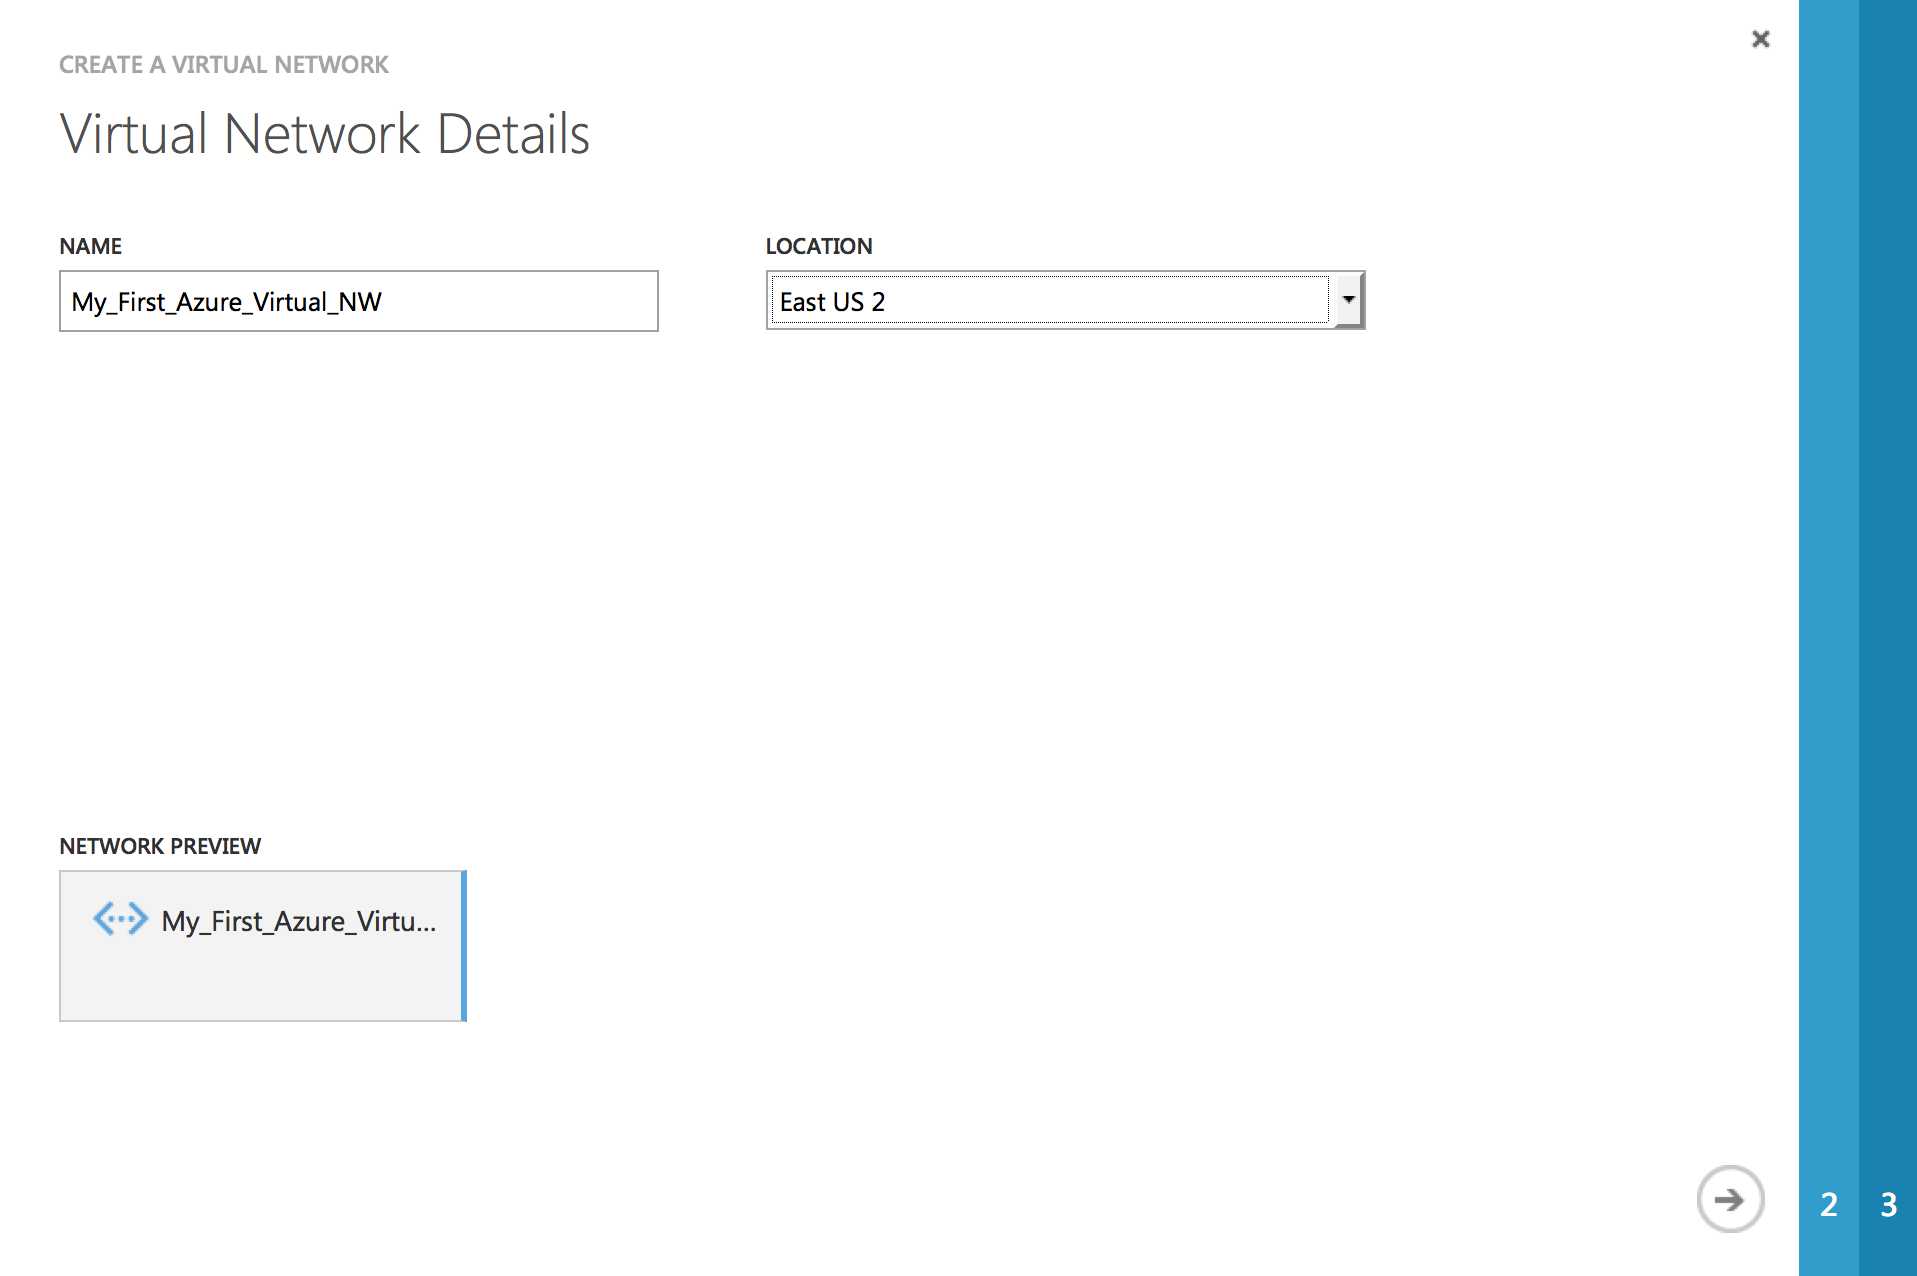 CREATE A VIRTUAL NETWORK
Virtual Network Details
NAME
My_First_Azure_Virtual_NW
LOCATION
East US 2
NETWORK PREVIEW
My_First_Azure_Virtu...
2
3